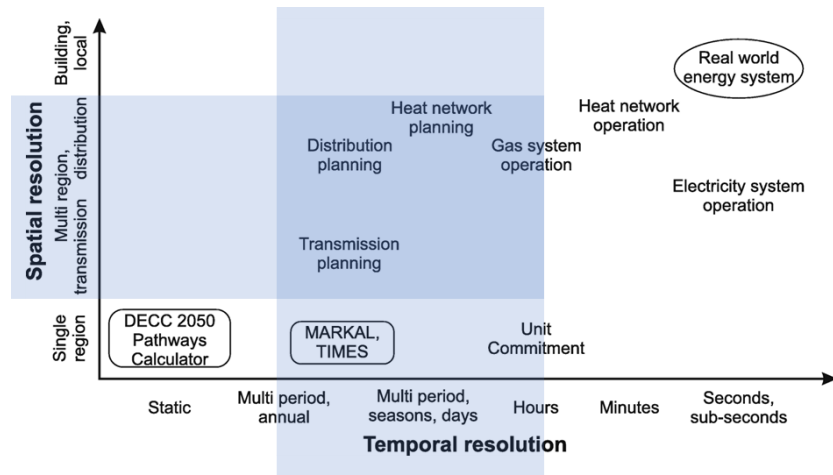 Building,
local
Multi region,
distribution
transmission
Single
region
Spatial resolution
Real world
energy system
Heat network
planning
Heat network
operation
Distribution
planning
Gas system
operation
Electricity system
operation
Transmission
planning
DECC 2050
Pathways
Calculator
MARKAL,
TIMES
Unit
Commitment
Static
Multi period,
annual
Multi period,
seasons, days
Hours
Minutes
Seconds,
sub-seconds
Temporal resolution